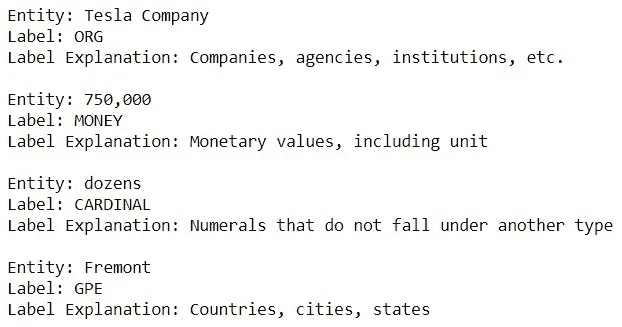 Entity: Tesla Company
Label: ORG
Label Explanation: Companies, agencies, institutions, etc.
Entity: 750,000
Label: MONEY
Label Explanation: Monetary values, including unit
Entity: dozens
Label: CARDINAL
Label Explanation: Numerals that do not fall under another type
Entity: Fremont
Label: GPE
Label Explanation: Countries, cities, states